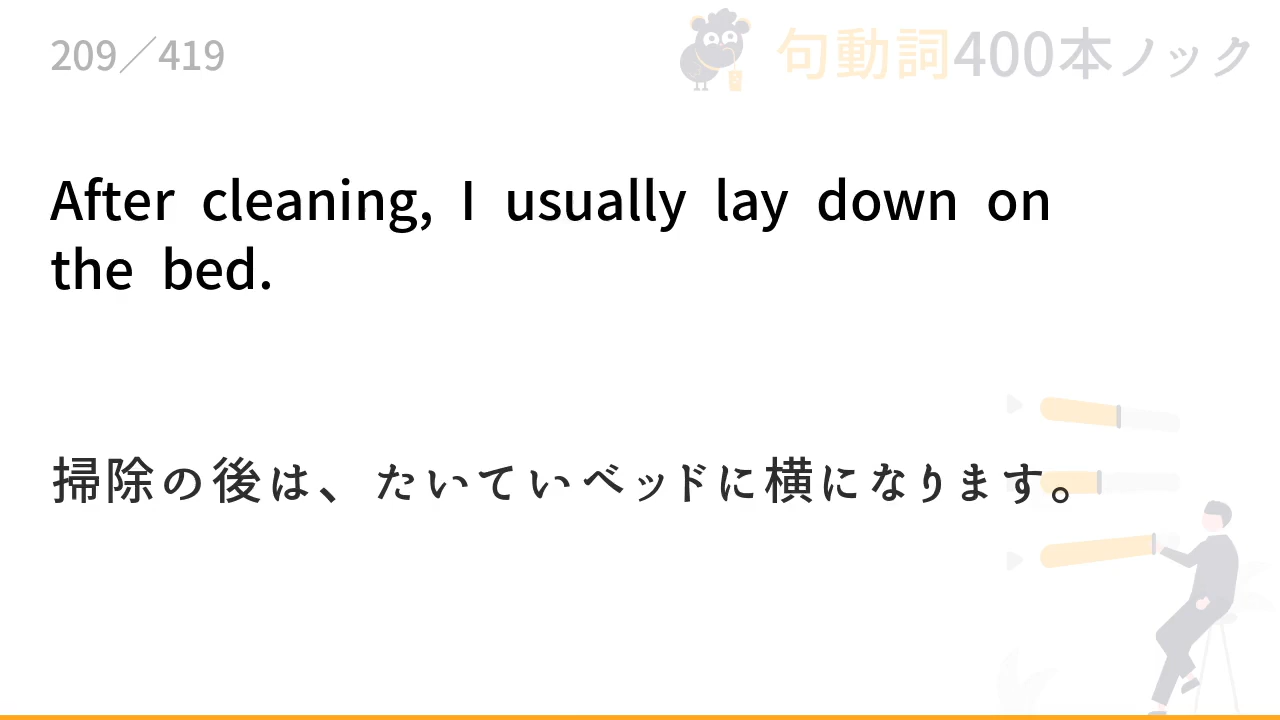 209／419
句動詞400本ノック
After cleaning, I usually lay down on
the bed.
掃除の後は、たいていベッドに横になります。